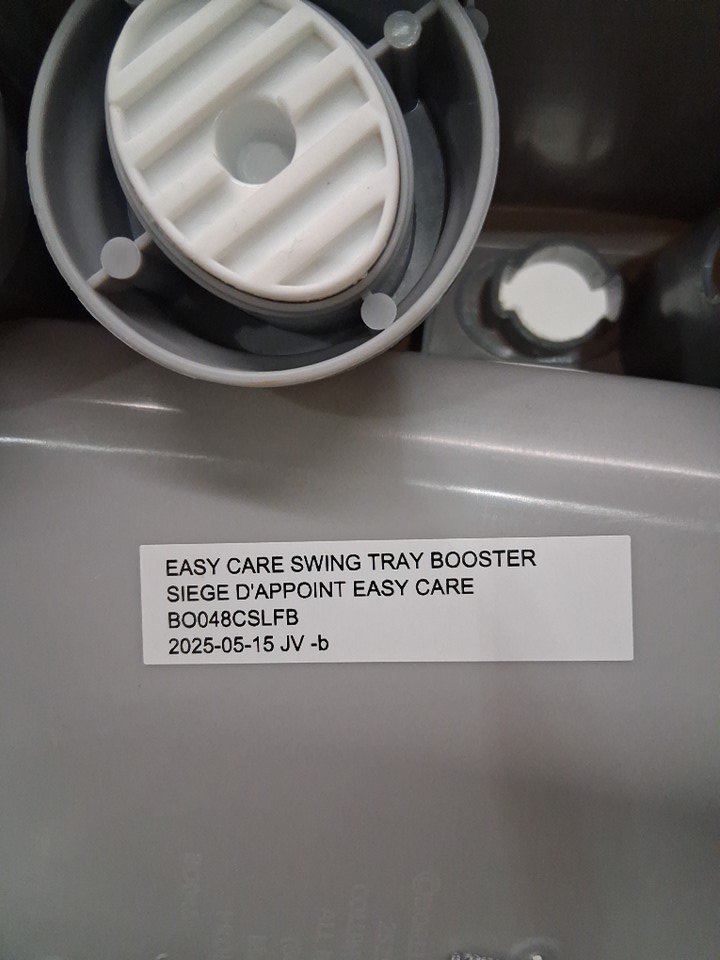 EASY CARE SWING TRAY BOOSTER
SIEGE D'APPOINT EASY CARE
BO048CSLFB
2025-05-15 JV -b